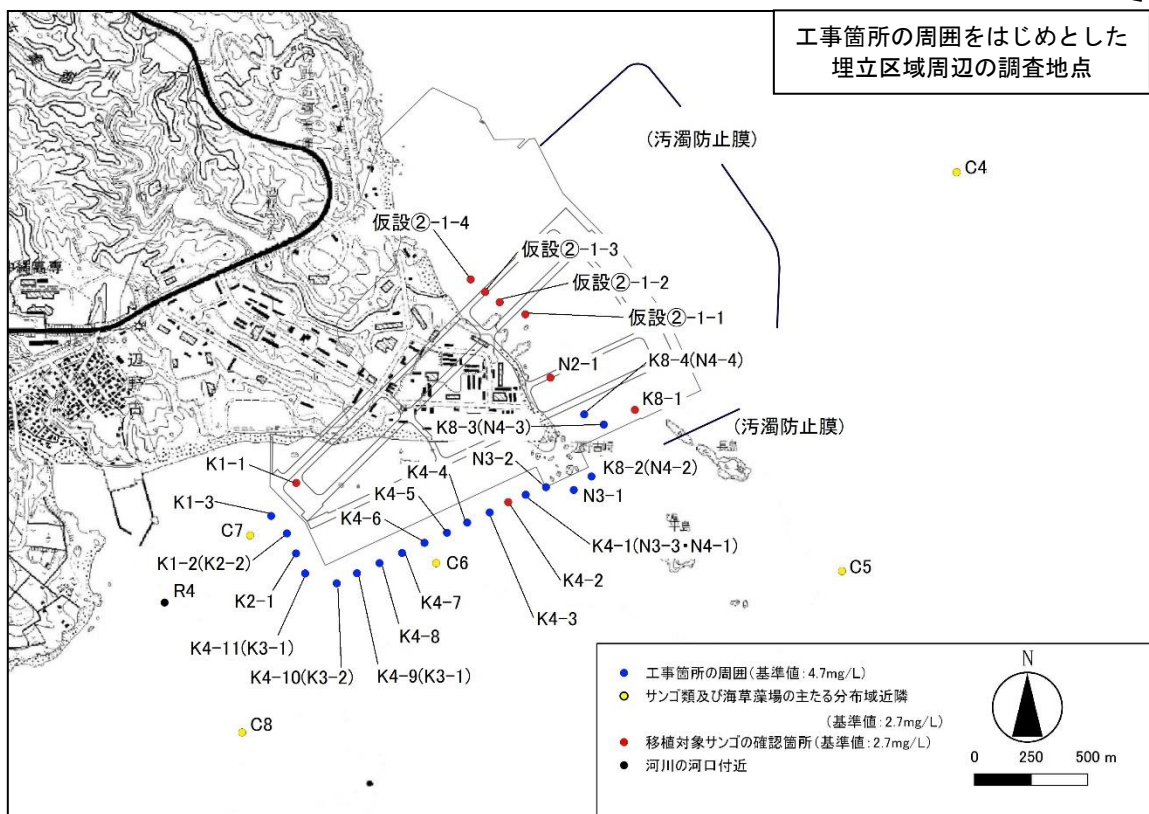 工事箇所の周囲をはじめとした
埋立区域周辺の調査地点
(汚濁防止膜)
C4
仮設②-1-4
仮設②-1-3
仮設②-1-2
仮設②-1-1
N2-1
K8-4(N4-4)
K8-1
K8-3(N4-3)
(汚濁防止膜)
長島
N3-2
K8-2(N4-2)
K4-4
K1-1
K4-5
N3-1
K1-3
K4-6
平島
K4-1(N3-3・N4-1)
C7
C6
C5
K1-2(K2-2)
K4-2
R4
K2-1
K4-7
K4-3
K4-11(K3-1)
K4-8
K4-10(K3-2)
K4-9(K3-1)
C8
工事箇所の周囲(基準値:4.7mg/L)
サンゴ類及び海草藻場の主たる分布域近隣
(基準値:2.7mg/L)
移植対象サンゴの確認箇所(基準値:2.7mg/L)
河川の河口付近
N
0 250 500 m